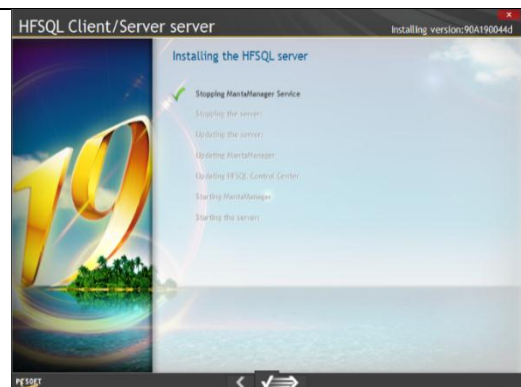 HFSQL Client/Server server
Installing version:90A190044d
Installing the HFSQL server
Stopping MantaManager Service
Stopping the server:
Updating the server:
Updating MantaManager
Updating HFSQL Control Center
Starting MantaManager
Starting the server:
19
PCSOFT